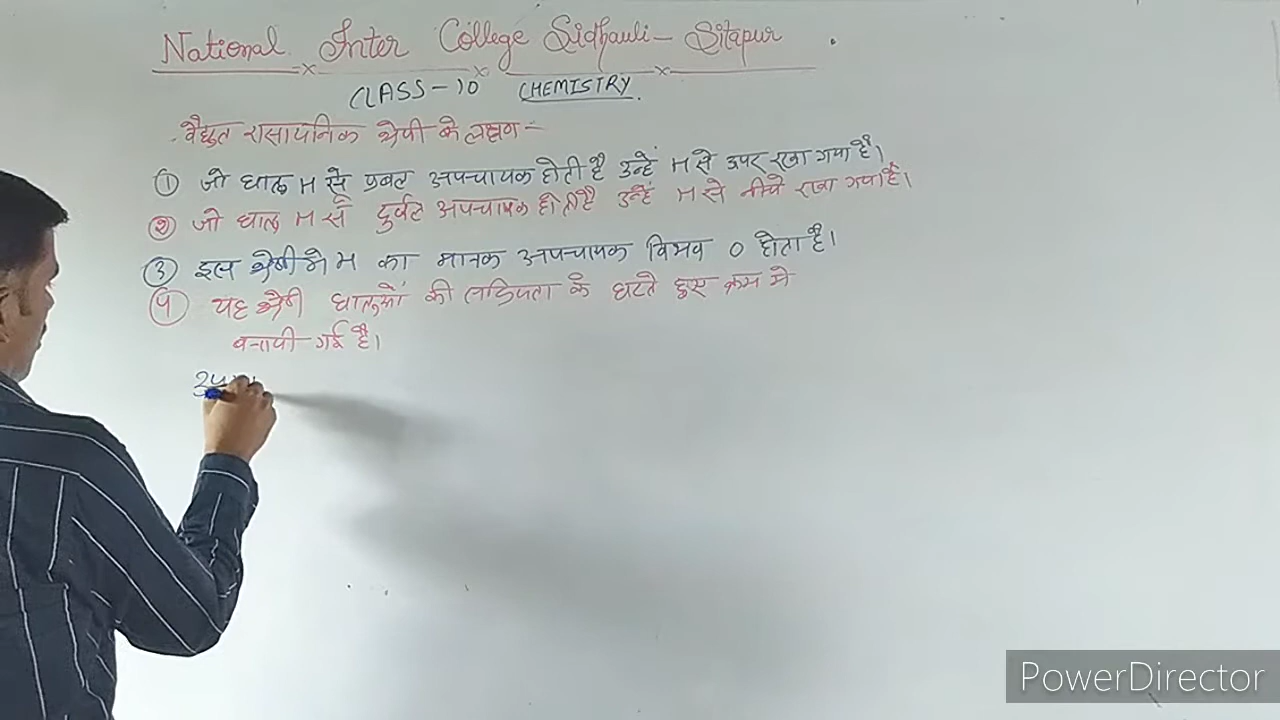 National Inter College Sidhauli - Sitapur
CLASS-10 CHEMISTRY
वैद्युत रासायनिक श्रेणी के लक्षण -
① जो धातु H से प्रबल अपचायक होती है उन्हें H से उपर रखा गया है।
② जो धातु H से दुर्बल अपचायक होती है उन्हें H से नीचे रखा गया है।
③ इस श्रेणी मे H का मानक अपचायक विभव 0 होता है।
④ यह श्रेणी धातुओं की सक्रियता के घटते हुए क्रम मे
बनायी गई है।
PowerDirector